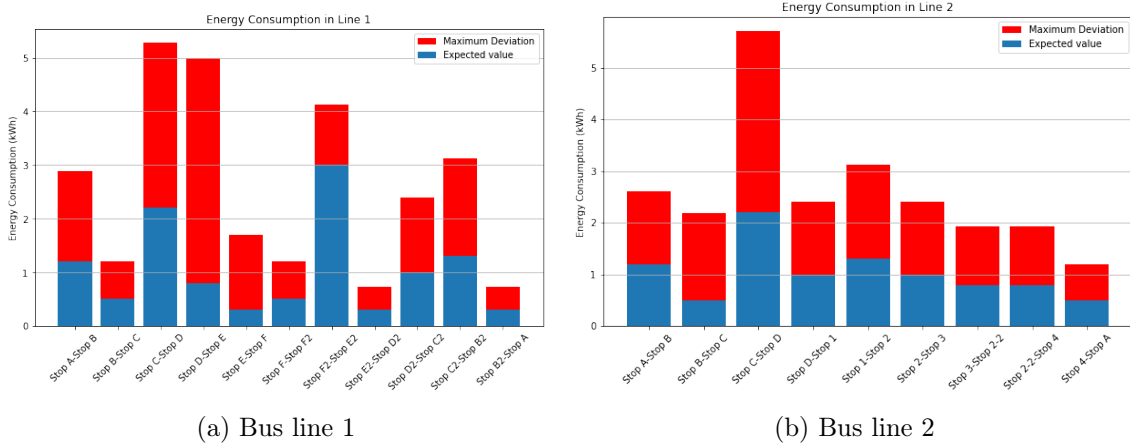 Energy Consumption in Line 1
Energy Consumption (kWh)
5
4
3
2
1
0
Maximum Deviation
Expected value
Stop A-Stop B
Stop B-Stop C
Stop C-Stop D
Stop D-Stop E
Stop E-Stop F
Stop F-Stop F2
Stop F2-Stop E2
Stop E2-Stop D2
Stop D2-Stop C2
Stop C2-Stop B2
Stop B2-Stop A
(a) Bus line 1
Energy Consumption in Line 2
Energy Consumption (kWh)
5
4
3
2
1
0
Maximum Deviation
Expected value
Stop A-Stop B
Stop B-Stop C
Stop C-Stop D
Stop D-Stop 1
Stop 1-Stop 2
Stop 2-Stop 3
Stop 3-Stop 2-2
Stop 2-2-Stop 4
Stop 4-Stop A
(b) Bus line 2